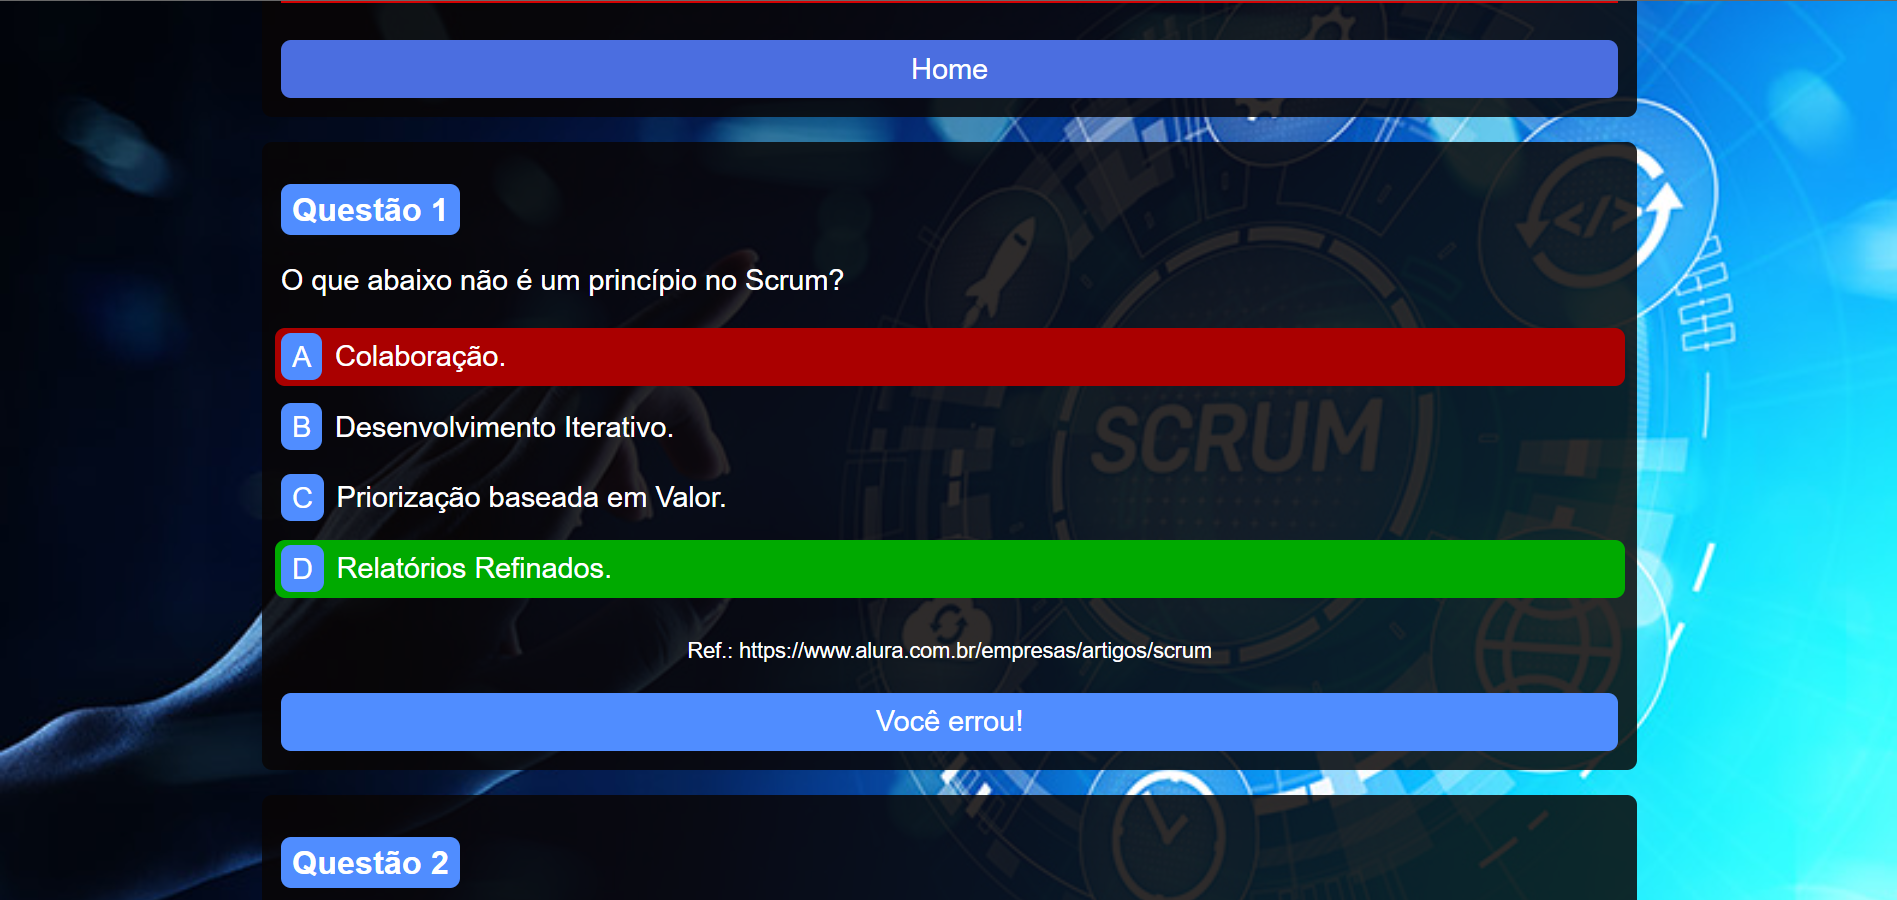 Home
Questão 1
O que abaixo não é um princípio no Scrum?
A Colaboração.
B Desenvolvimento Iterativo.
C Priorização baseada em Valor.
D Relatórios Refinados.
SCRUM
</>
Ref.: https://www.alura.com.br/empresas/artigos/scrum
Você errou!
Questão 2